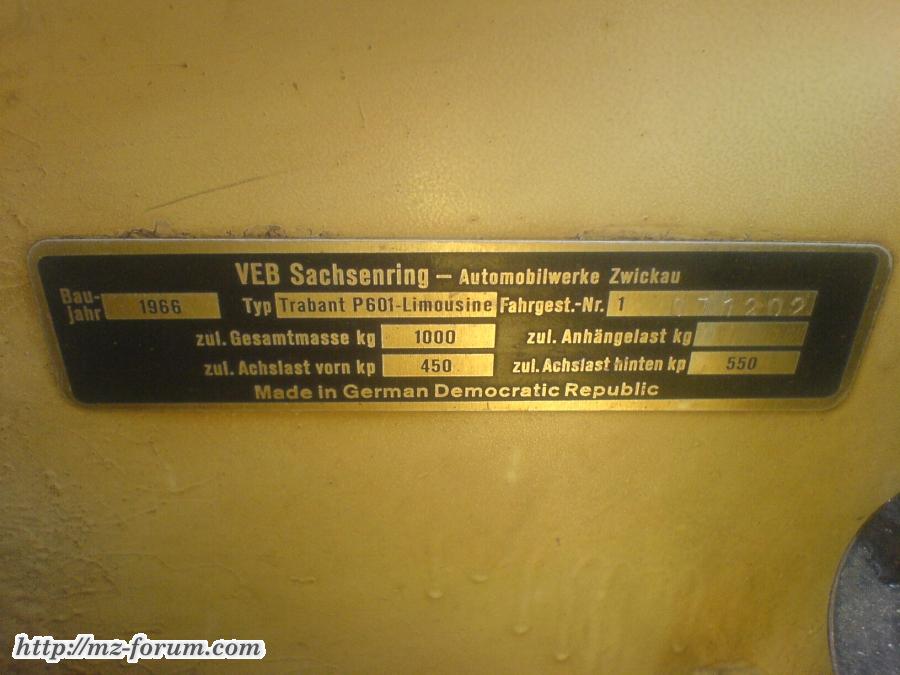 VEB Sachsenring – Automobilwerke Zwickau
Bau-
jahr 1966 Typ Trabant P601-Limousine Fahrgest.-Nr. 1 071202
zul. Gesamtmasse kg 1000 zul. Anhängelast kg
zul. Achslast vorn kp 450 zul. Achslast hinten kp 550
Made in German Democratic Republic
http://mz-forum.com